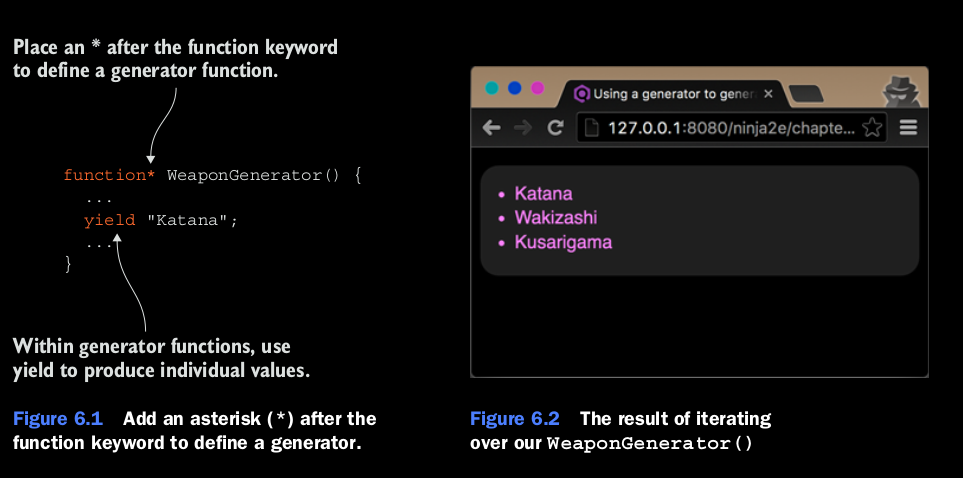 Place an * after the function keyword
to define a generator function.
function* WeaponGenerator() {
...
yield "Katana";
...
}
Within generator functions, use
yield to produce individual values.
Figure 6.1 Add an asterisk (*) after the
function keyword to define a generator.
Using a generator to gener
127.0.0.1:8080/ninja2e/chapte...
• Katana
• Wakizashi
• Kusarigama
Figure 6.2 The result of iterating
over our WeaponGenerator()